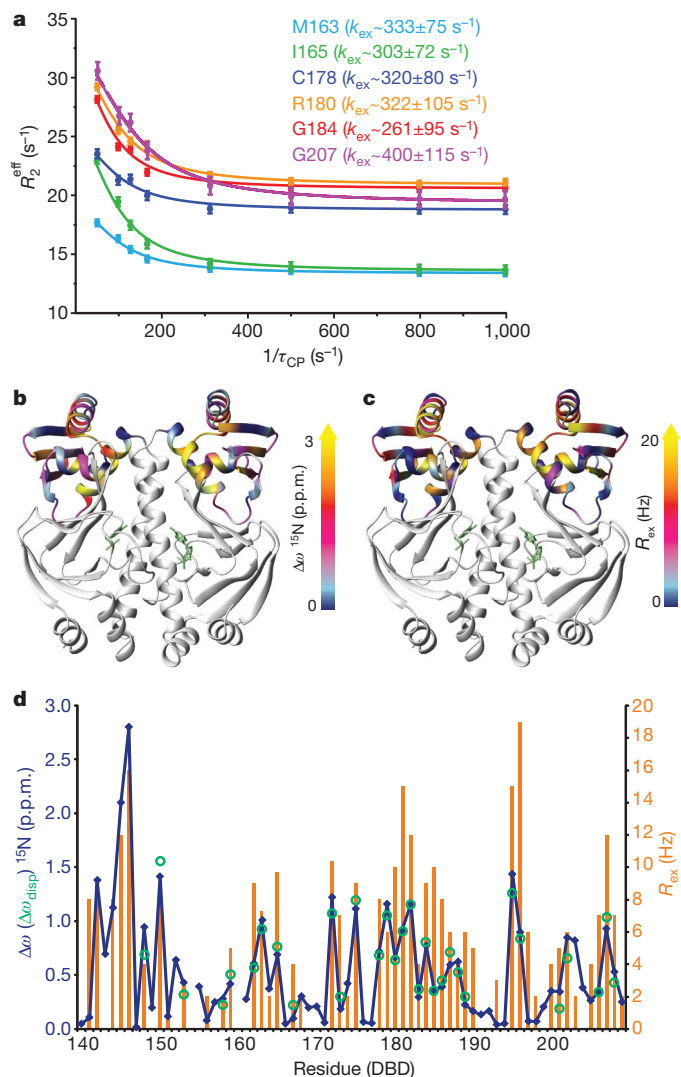 a
M163 (kex~333±75 s⁻¹)
I165 (kex~303±72 s⁻¹)
C178 (kex~320±80 s⁻¹)
R180 (kex~322±105 s⁻¹)
G184 (kex~261±95 s⁻¹)
G207 (kex~400±115 s⁻¹)
35
30
25
20
15
10
R₂eff (s⁻¹)
0 200 400 600 800 1,000
1/τCP (s⁻¹)
b
3
Δω ¹⁵N (p.p.m.)
0
c
20
Rex (Hz)
0
d
3.0
2.5
2.0
1.5
1.0
0.5
0.0
Δω (Δωdisp) ¹⁵N (p.p.m.)
20
18
16
14
12
10
8
6
4
2
0
Rex (Hz)
140 150 160 170 180 190 200
Residue (DBD)